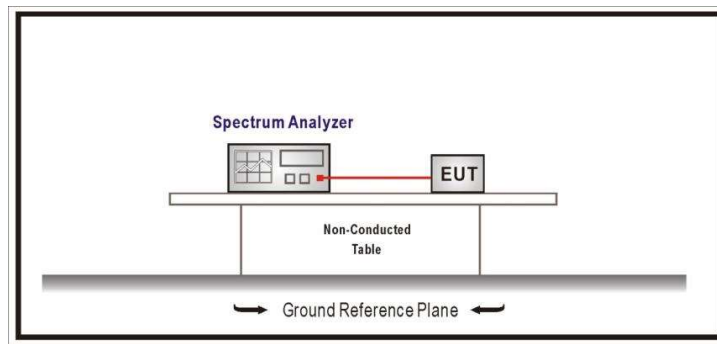 Spectrum Analyzer
EUT
Non-Conducted
Table
Ground Reference Plane